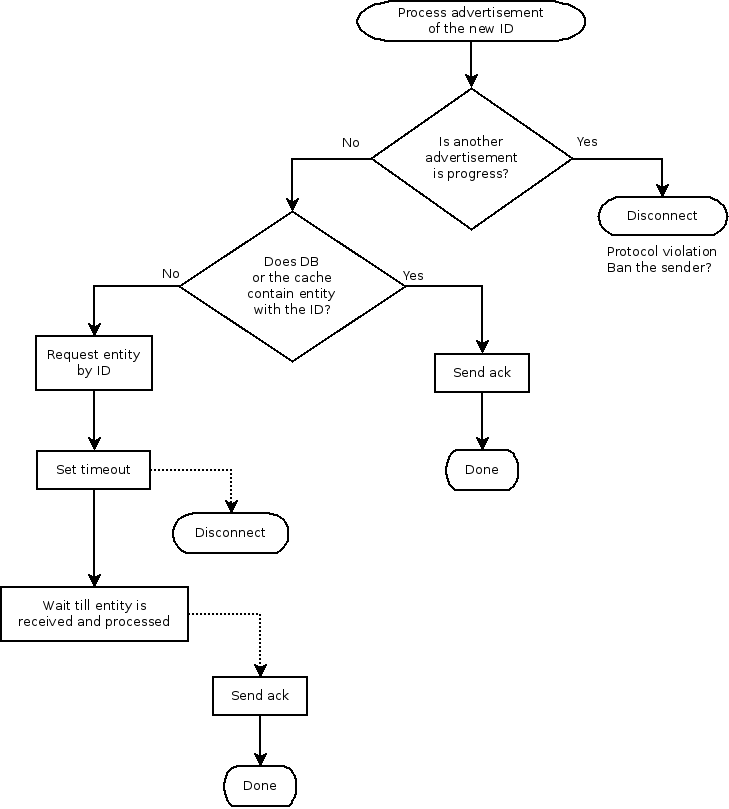 Process advertisement
of the new ID
Is another
advertisement
is progress?
No
Yes
Disconnect
Protocol violation
Ban the sender?
Does DB
or the cache
contain entity
with the ID?
No
Yes
Request entity
by ID
Send ack
Set timeout
Done
Disconnect
Wait till entity is
received and processed
Send ack
Done